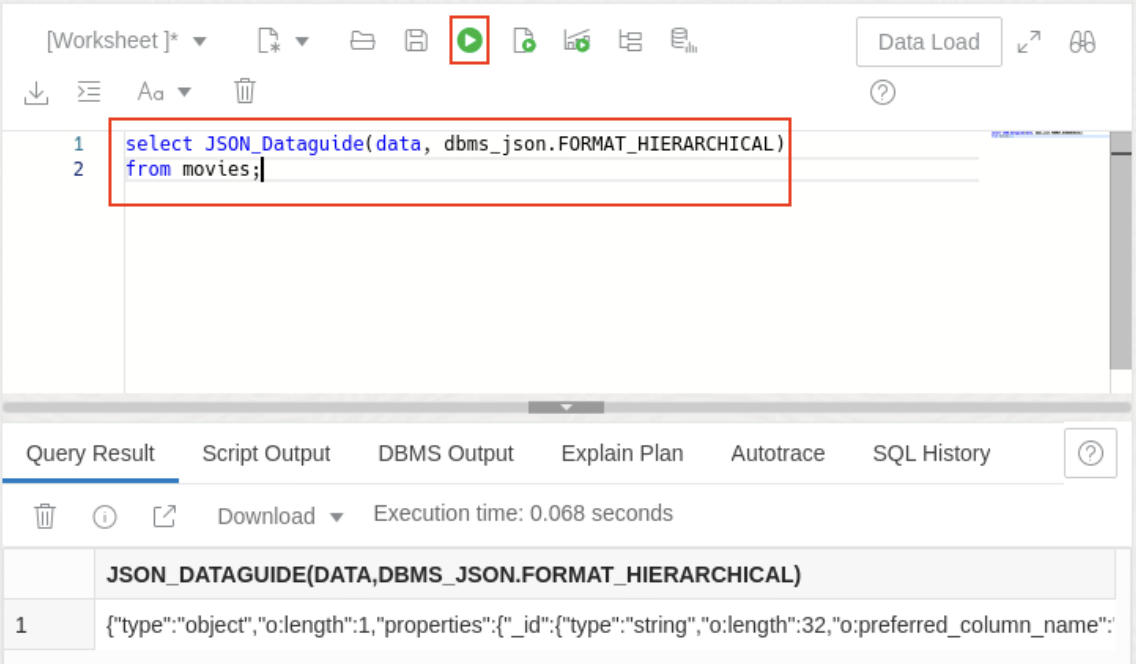 [Worksheet ]*
Data Load
Aa
?
1 select JSON_Dataguide(data, dbms_json.FORMAT_HIERARCHICAL)
2 from movies;
Query Result Script Output DBMS Output Explain Plan Autotrace SQL History ?
Download Execution time: 0.068 seconds
JSON_DATAGUIDE(DATA,DBMS_JSON.FORMAT_HIERARCHICAL)
1 {"type":"object","o:length":1,"properties":{"_id":{"type":"string","o:length":32,"o:preferred_column_name":"